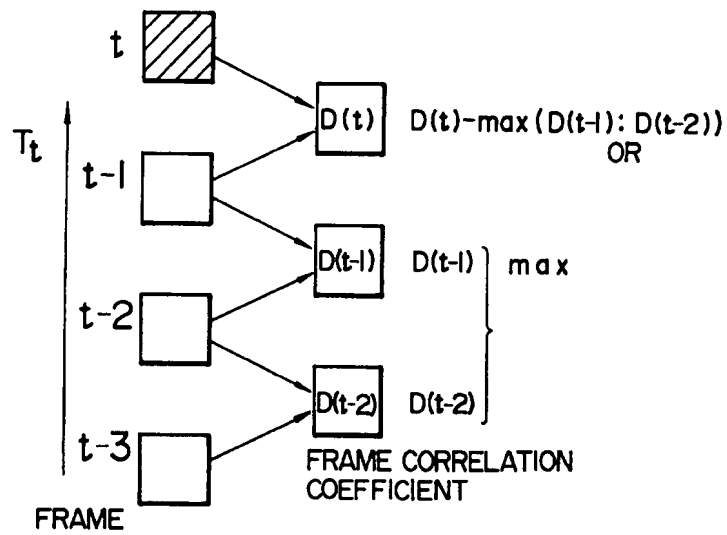 t
D(t) D(t)-max(D(t-1): D(t-2))
OR
Tt
t-1
D(t-1) D(t-1) max
t-2
D(t-2) D(t-2)
t-3
FRAME CORRELATION
COEFFICIENT
FRAME